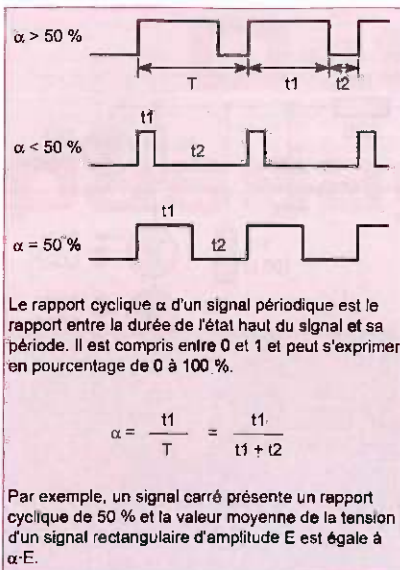 α > 50 %
T t1 t2
t1
α < 50 % t2
t1
α = 50 % t2
Le rapport cyclique α d'un signal périodique est le
rapport entre la durée de l'état haut du signal et sa
période. Il est compris entre 0 et 1 et peut s'exprimer
en pourcentage de 0 à 100 %.
α = t1 / T = t1 / t1 + t2
Par exemple, un signal carré présente un rapport
cyclique de 50 % et la valeur moyenne de la tension
d'un signal rectangulaire d'amplitude E est égale à
α·E.